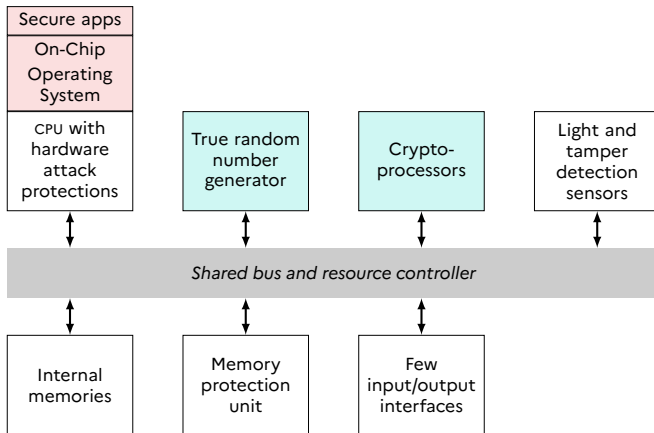 Secure apps
On-Chip
Operating
System
CPU with
hardware
attack
protections
True random
number
generator
Crypto-
processors
Light and
tamper
detection
sensors
Shared bus and resource controller
Internal
memories
Memory
protection
unit
Few
input/output
interfaces